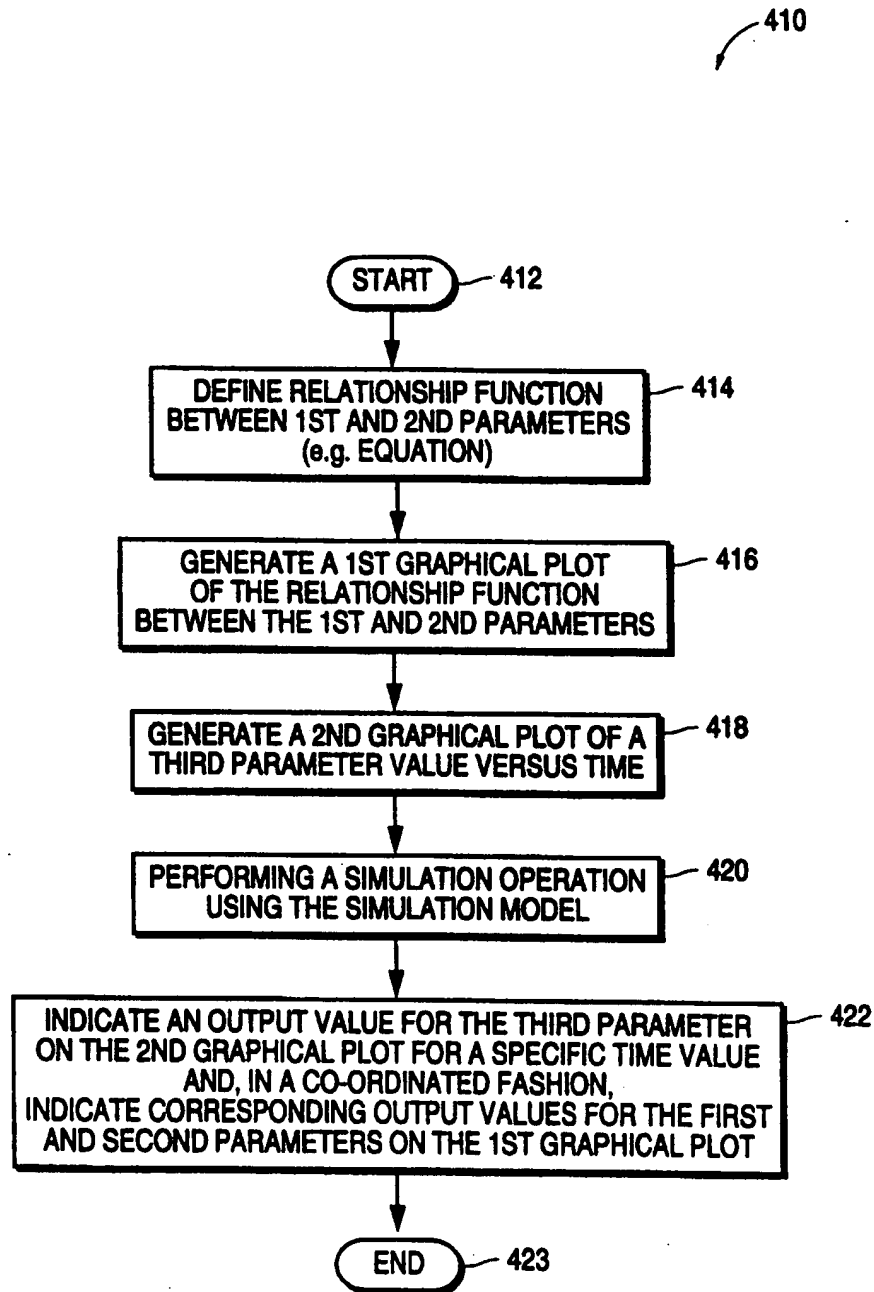 410
START
412
DEFINE RELATIONSHIP FUNCTION
BETWEEN 1ST AND 2ND PARAMETERS
(e.g. EQUATION)
414
GENERATE A 1ST GRAPHICAL PLOT
OF THE RELATIONSHIP FUNCTION
BETWEEN THE 1ST AND 2ND PARAMETERS
416
GENERATE A 2ND GRAPHICAL PLOT OF A
THIRD PARAMETER VALUE VERSUS TIME
418
PERFORMING A SIMULATION OPERATION
USING THE SIMULATION MODEL
420
INDICATE AN OUTPUT VALUE FOR THE THIRD PARAMETER
ON THE 2ND GRAPHICAL PLOT FOR A SPECIFIC TIME VALUE
AND, IN A CO-ORDINATED FASHION,
INDICATE CORRESPONDING OUTPUT VALUES FOR THE FIRST
AND SECOND PARAMETERS ON THE 1ST GRAPHICAL PLOT
422
END
423